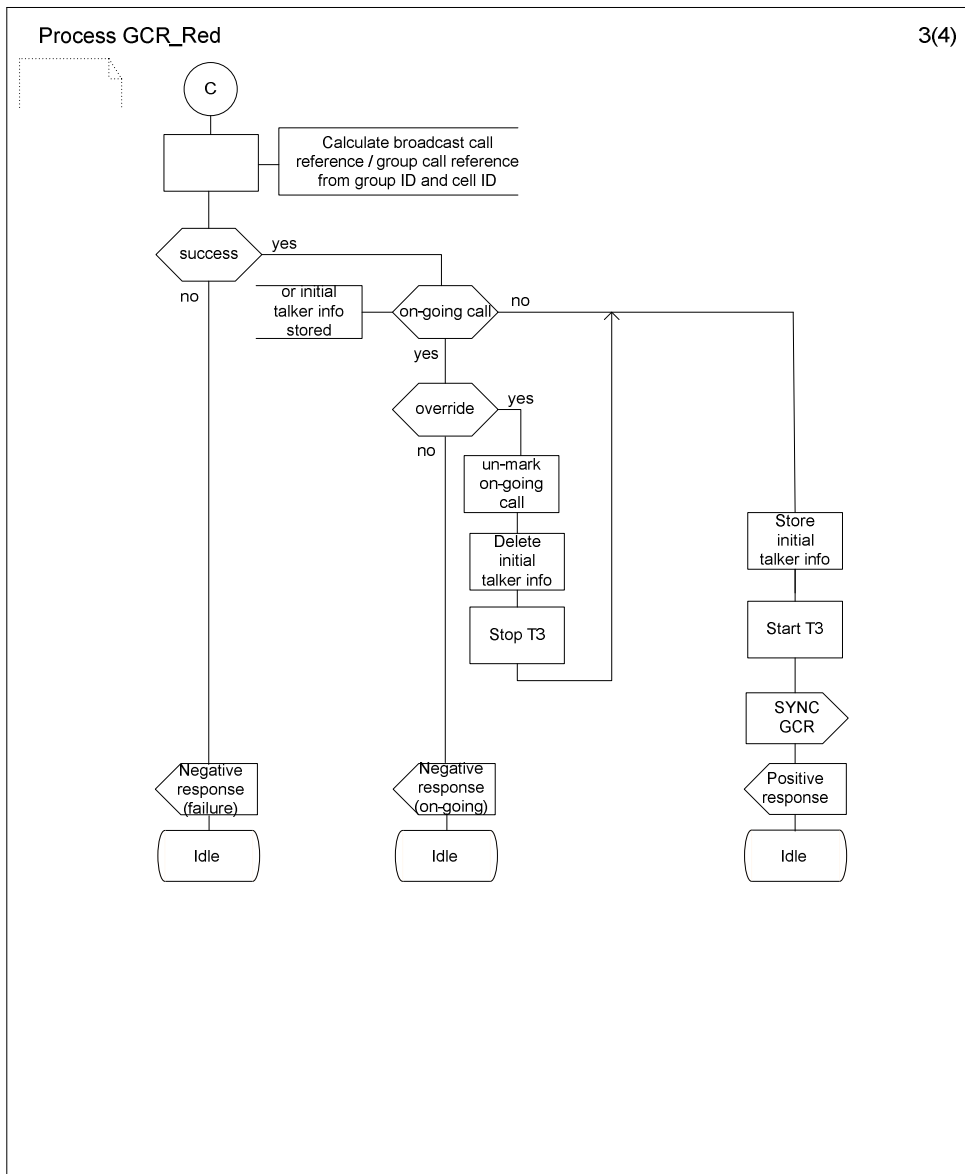 Process GCR_Red
3(4)
C
Calculate broadcast call
reference / group call reference
from group ID and cell ID
success
yes
no
or initial
talker info
stored
on-going call
no
yes
override
yes
no
un-mark
on-going
call
Delete
initial
talker info
Stop T3
Store
initial
talker info
Start T3
SYNC
GCR
Negative
response
(failure)
Negative
response
(on-going)
Positive
response
Idle
Idle
Idle